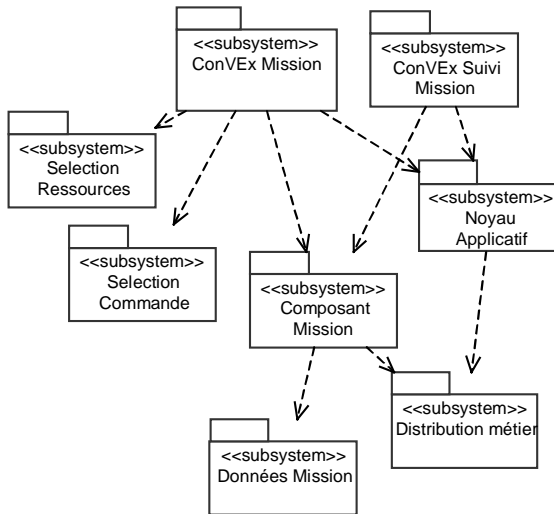 <<subsystem>>
ConVEx Mission
<<subsystem>>
ConVEx Suivi
Mission
<<subsystem>>
Selection
Ressources
<<subsystem>>
Noyau
Applicatif
<<subsystem>>
Selection
Commande
<<subsystem>>
Composant
Mission
<<subsystem>>
Distribution métier
<<subsystem>>
Données Mission